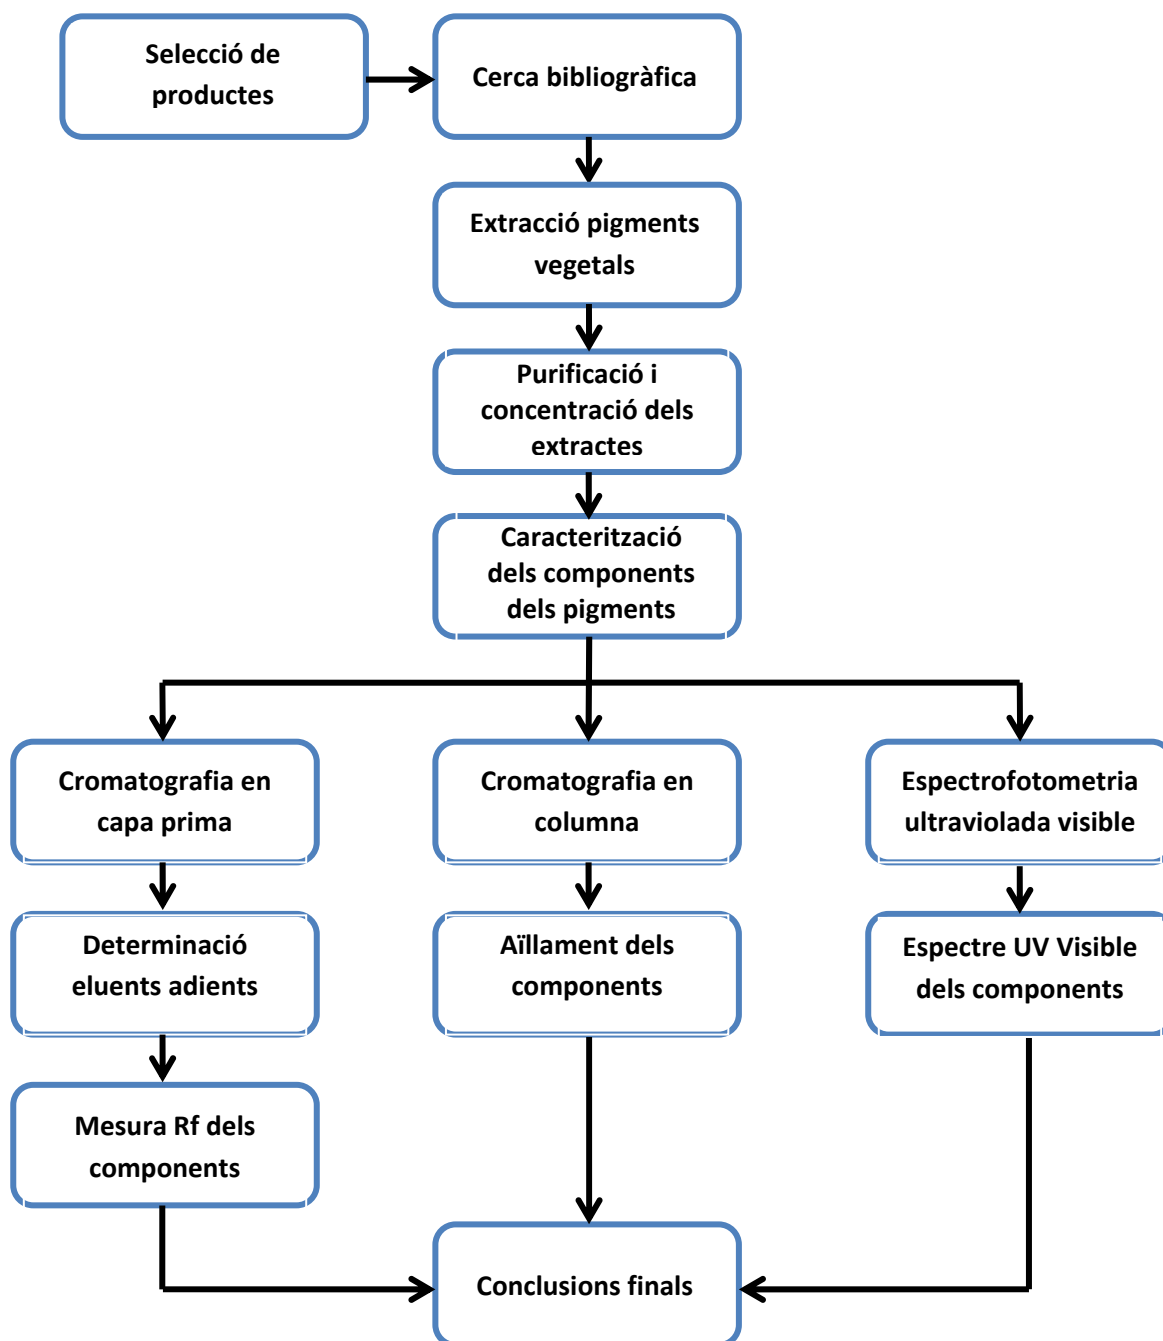 Selecció de
productes
Cerca bibliogràfica
Extracció pigments
vegetals
Purificació i
concentració dels
extractes
Caracterització
dels components
dels pigments
Cromatografia en
capa prima
Cromatografia en
columna
Espectrofotometria
ultraviolada visible
Determinació
eluents adients
Aïllament dels
components
Espectre UV Visible
dels components
Mesura Rf dels
components
Conclusions finals